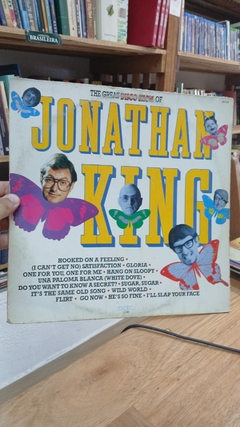 BRASILEIRA
THE GREAT DISCO SHOW OF
JONATHAN
KING
HOOKED ON A FEELING •
(I CAN'T GET NO) SATISFACTION • GLORIA •
ONE FOR YOU, ONE FOR ME • HANG ON SLOOPY •
UNA PALOMA BLANCA (WHITE DOVE) •
DO YOU WANT TO KNOW A SECRET? • SUGAR, SUGAR •
IT'S THE SAME OLD SONG • WILD WORLD •
FLIRT • GO NOW • HE'S SO FINE • I'LL SLAP YOUR FACE